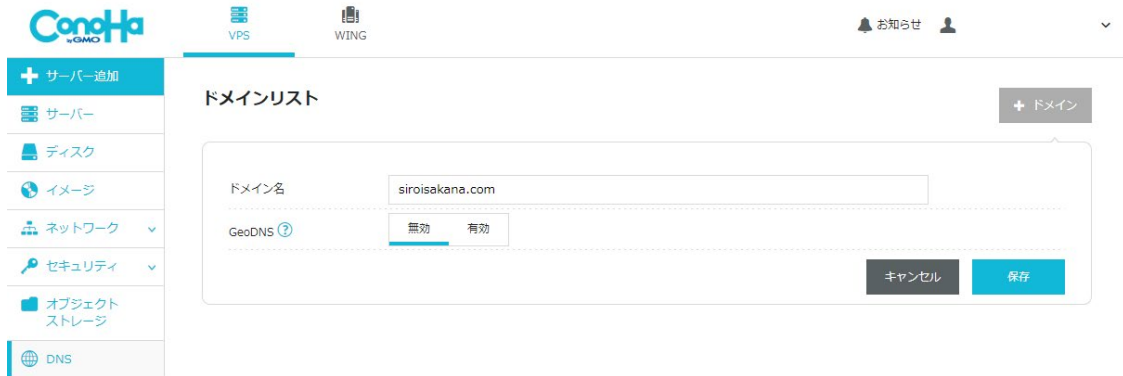 ConoHa
by GMO
VPS
WING
お知らせ
サーバー追加
サーバー
ディスク
イメージ
ネットワーク
セキュリティ
オブジェクト
ストレージ
DNS
ドメインリスト
+ ドメイン
ドメイン名
siroisakana.com
GeoDNS ?
無効 有効
キャンセル 保存